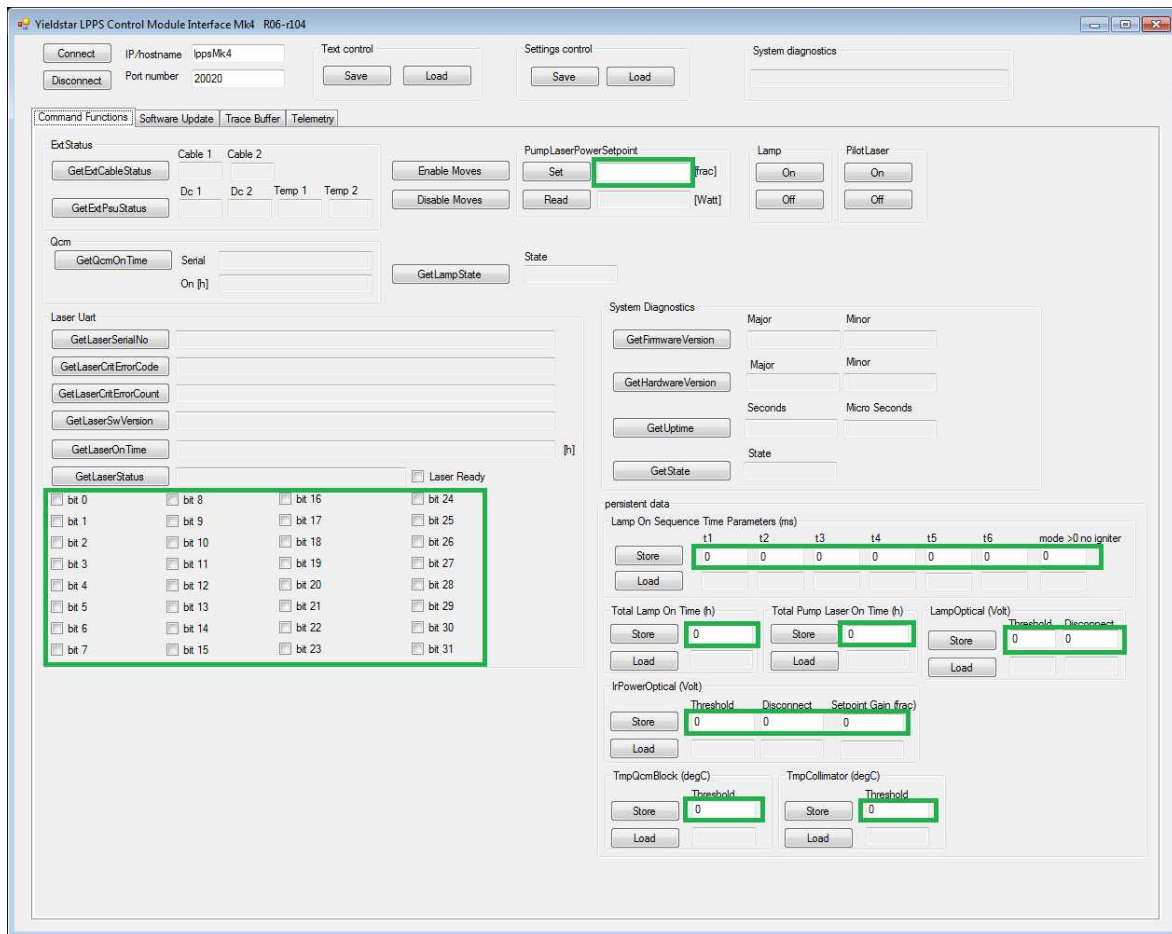 Yieldstar LPPS Control Module Interface Mk4 R06-r104
Connect IP/hostname lppsMk4 Text control Settings control System diagnostics
Disconnect Port number 20020 Save Load Save Load
Command Functions Software Update Trace Buffer Telemetry
ExtStatus
Cable 1 Cable 2 PumpLaserPowerSetpoint Lamp PilotLaser
GetExtCableStatus Enable Moves Set [frac] On On
Dc 1 Dc 2 Temp 1 Temp 2
GetExtPsuStatus Disable Moves Read [Watt] Off Off
Qcm
GetQcmOnTime Serial State
On [h] GetLampState
Laser Uart
GetLaserSerialNo
GetLaserCritErrorCode
GetLaserCritErrorCount
GetLaserSwVersion
GetLaserOnTime [h]
GetLaserStatus Laser Ready
bit 0 bit 8 bit 16 bit 24
bit 1 bit 9 bit 17 bit 25
bit 2 bit 10 bit 18 bit 26
bit 3 bit 11 bit 19 bit 27
bit 4 bit 12 bit 20 bit 28
bit 5 bit 13 bit 21 bit 29
bit 6 bit 14 bit 22 bit 30
bit 7 bit 15 bit 23 bit 31
System Diagnostics
Major Minor
GetFirmwareVersion
Major Minor
GetHardwareVersion
Seconds Micro Seconds
GetUptime
State
GetState
persistent data
Lamp On Sequence Time Parameters (ms)
t1 t2 t3 t4 t5 t6 mode >0 no igniter
Store 0 0 0 0 0 0 0
Load
Total Lamp On Time (h) Total Pump Laser On Time (h) LampOptical (Volt)
Threshold Disconnect
Store 0 Store 0 Store 0 0
Load Load Load
IrPowerOptical (Volt)
Threshold Disconnect Setpoint Gain (frac)
Store 0 0 0
Load
TmpQcmBlock (degC) TmpCollimator (degC)
Threshold Threshold
Store 0 Store 0
Load Load